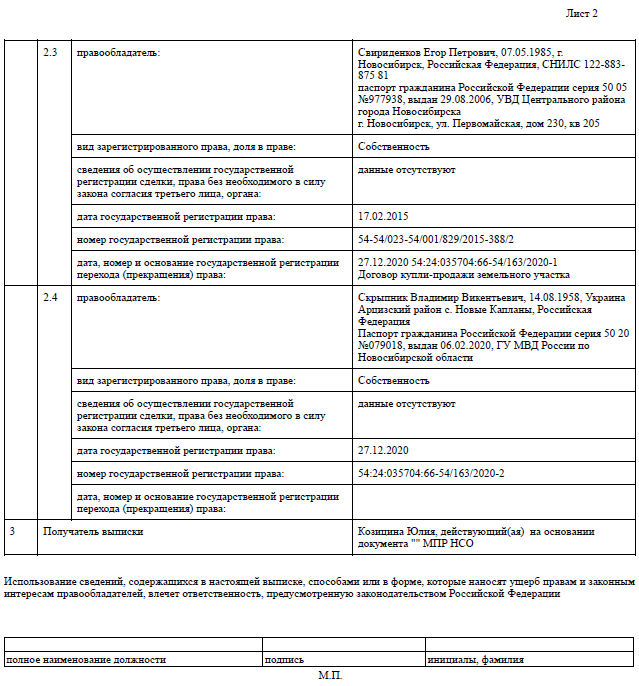 Лист 2
2.3
правообладатель:
Свириденков Егор Петрович, 07.05.1985, г.
Новосибирск, Российская Федерация, СНИЛС 122-883-
875 81
паспорт гражданина Российской Федерации серия 50 05
№977938, выдан 29.08.2006, УВД Центрального района
города Новосибирска
г. Новосибирск, ул. Первомайская, дом 230, кв 205
вид зарегистрированного права, доля в праве:
Собственность
сведения об осуществлении государственной
регистрации сделки, права без необходимого в силу
закона согласия третьего лица, органа:
данные отсутствуют
дата государственной регистрации права:
17.02.2015
номер государственной регистрации права:
54-54/023-54/001/829/2015-388/2
дата, номер и основание государственной регистрации
перехода (прекращения) права:
27.12.2020 54:24:035704:66-54/163/2020-1
Договор купли-продажи земельного участка
2.4
правообладатель:
Скрыпник Владимир Викентьевич, 14.08.1958, Украина
Арцизский район с. Новые Капланы, Российская
Федерация
Паспорт гражданина Российской Федерации серия 50 20
№079018, выдан 06.02.2020, ГУ МВД России по
Новосибирской области
вид зарегистрированного права, доля в праве:
Собственность
сведения об осуществлении государственной
регистрации сделки, права без необходимого в силу
закона согласия третьего лица, органа:
данные отсутствуют
дата государственной регистрации права:
27.12.2020
номер государственной регистрации права:
54:24:035704:66-54/163/2020-2
дата, номер и основание государственной регистрации
перехода (прекращения) права:
3
Получатель выписки
Козицина Юлия, действующий(ая) на основании
документа "" МПР НСО
Использование сведений, содержащихся в настоящей выписке, способами или в форме, которые наносят ущерб правам и законным
интересам правообладателей, влечет ответственность, предусмотренную законодательством Российской Федерации
полное наименование должности
подпись
инициалы, фамилия
М.П.